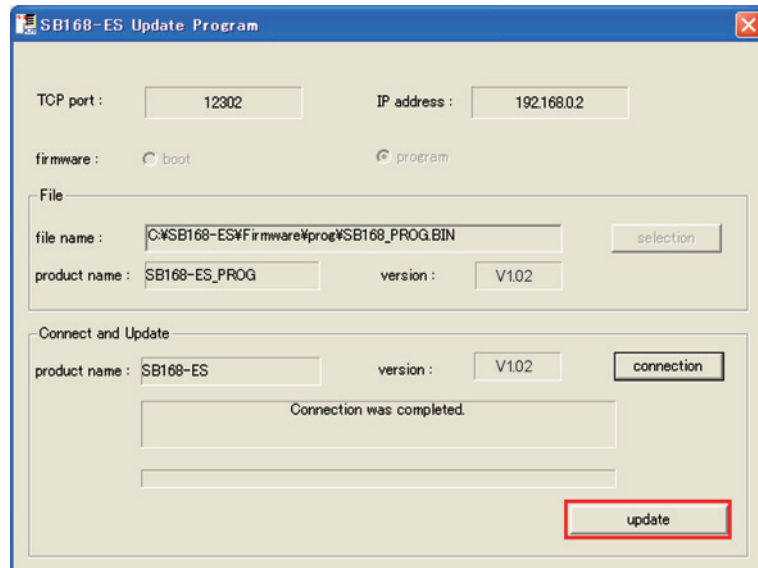 SB168-ES Update Program
TCP port : 12302 IP address : 192.168.0.2
firmware : boot program
File
file name : C:¥SB168-ES¥Firmware¥prog¥SB168_PROG.BIN selection
product name : SB168-ES_PROG version : V1.02
Connect and Update
product name : SB168-ES version : V1.02 connection
Connection was completed.
update